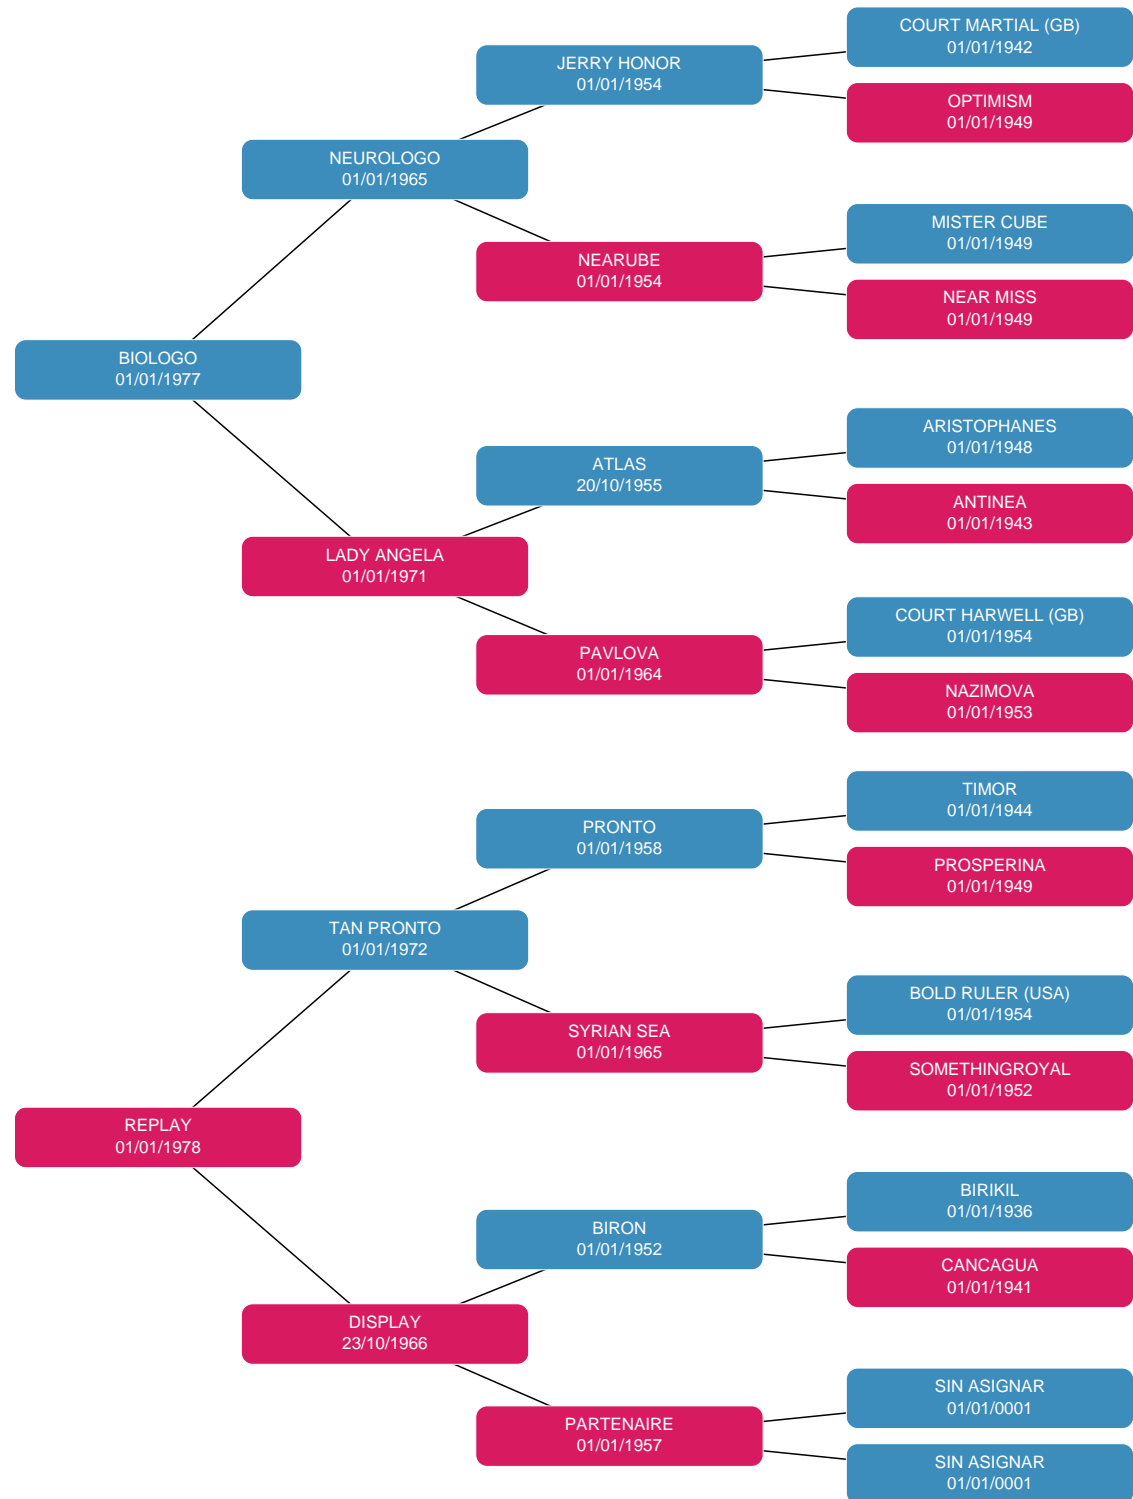 COURT MARTIAL (GB)
01/01/1942
JERRY HONOR
01/01/1954
OPTIMISM
01/01/1949
NEUROLOGO
01/01/1965
MISTER CUBE
01/01/1949
NEARUBE
01/01/1954
NEAR MISS
01/01/1949
BIOLOGO
01/01/1977
ARISTOPHANES
01/01/1948
ATLAS
20/10/1955
ANTINEA
01/01/1943
LADY ANGELA
01/01/1971
COURT HARWELL (GB)
01/01/1954
PAVLOVA
01/01/1964
NAZIMOVA
01/01/1953
TIMOR
01/01/1944
PRONTO
01/01/1958
PROSPERINA
01/01/1949
TAN PRONTO
01/01/1972
BOLD RULER (USA)
01/01/1954
SYRIAN SEA
01/01/1965
SOMETHINGROYAL
01/01/1952
REPLAY
01/01/1978
BIRIKIL
01/01/1936
BIRON
01/01/1952
CANCAGUA
01/01/1941
DISPLAY
23/10/1966
SIN ASIGNAR
01/01/0001
PARTENAIRE
01/01/1957
SIN ASIGNAR
01/01/0001